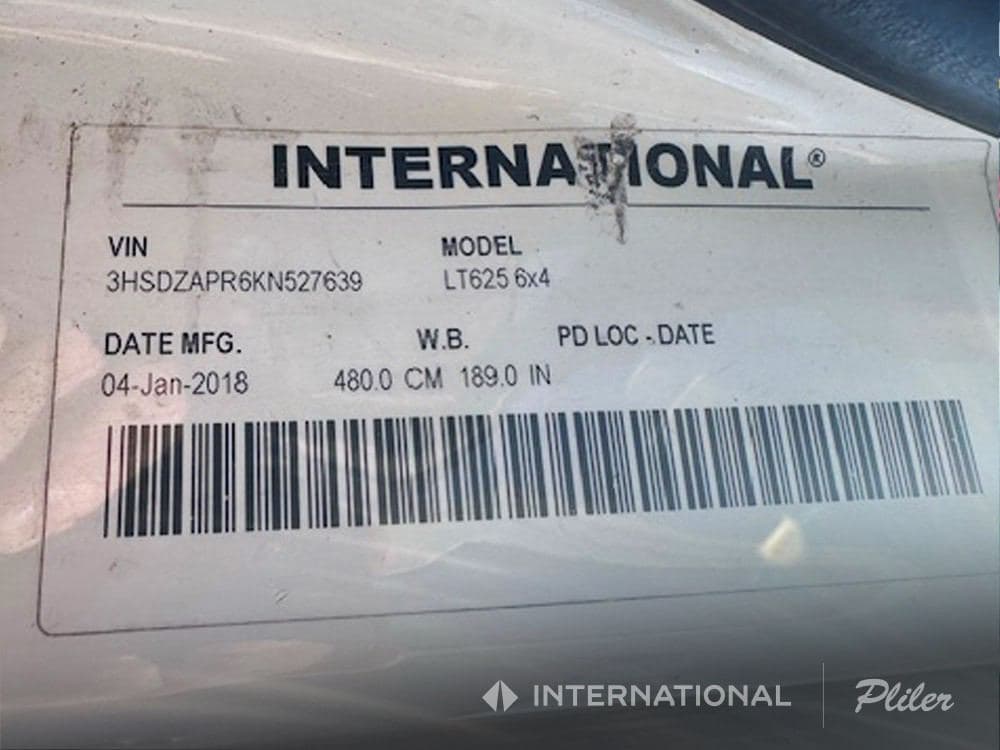 INTERNATIONAL®
VIN MODEL
3HSDZAPR6KN527639 LT625 6x4
DATE MFG. W.B. PD LOC - DATE
04-Jan-2018 480.0 CM 189.0 IN
INTERNATIONAL Pliler